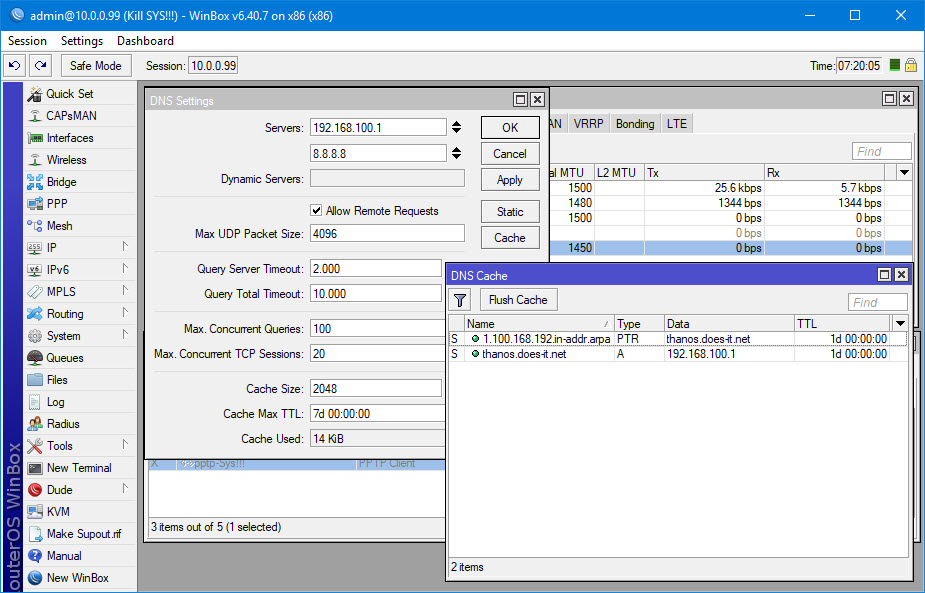 admin@10.0.0.99 (Kill SYS!!!) - WinBox v6.40.7 on x86 (x86)
Session Settings Dashboard
Safe Mode Session: 10.0.0.99 Time: 07:20:05
outerOS WinBox
Quick Set
CAPsMAN
Interfaces
Wireless
Bridge
PPP
Mesh
IP
IPv6
MPLS
Routing
System
Queues
Files
Log
Radius
Tools
New Terminal
Dude
KVM
Make Supout.rif
Manual
New WinBox
DNS Settings
Servers: 192.168.100.1
8.8.8.8
Dynamic Servers:
Allow Remote Requests
Max UDP Packet Size: 4096
Query Server Timeout: 2.000
Query Total Timeout: 10.000
Max. Concurrent Queries: 100
Max. Concurrent TCP Sessions: 20
Cache Size: 2048
Cache Max TTL: 7d 00:00:00
Cache Used: 14 KiB
OK
Cancel
Apply
Static
Cache
AN VRRP Bonding LTE
Find
al MTU L2 MTU Tx Rx
1500 25.6 kbps 5.7 kbps
1480 1344 bps 1344 bps
1500 0 bps 0 bps
0 bps 0 bps
1450 0 bps 0 bps
X pptp-Sys!!! PPTP Client
3 items out of 5 (1 selected)
DNS Cache
Flush Cache Find
Name Type Data TTL
S 1.100.168.192.in-addr.arpa PTR thanos.does-it.net 1d 00:00:00
S thanos.does-it.net A 192.168.100.1 1d 00:00:00
2 items